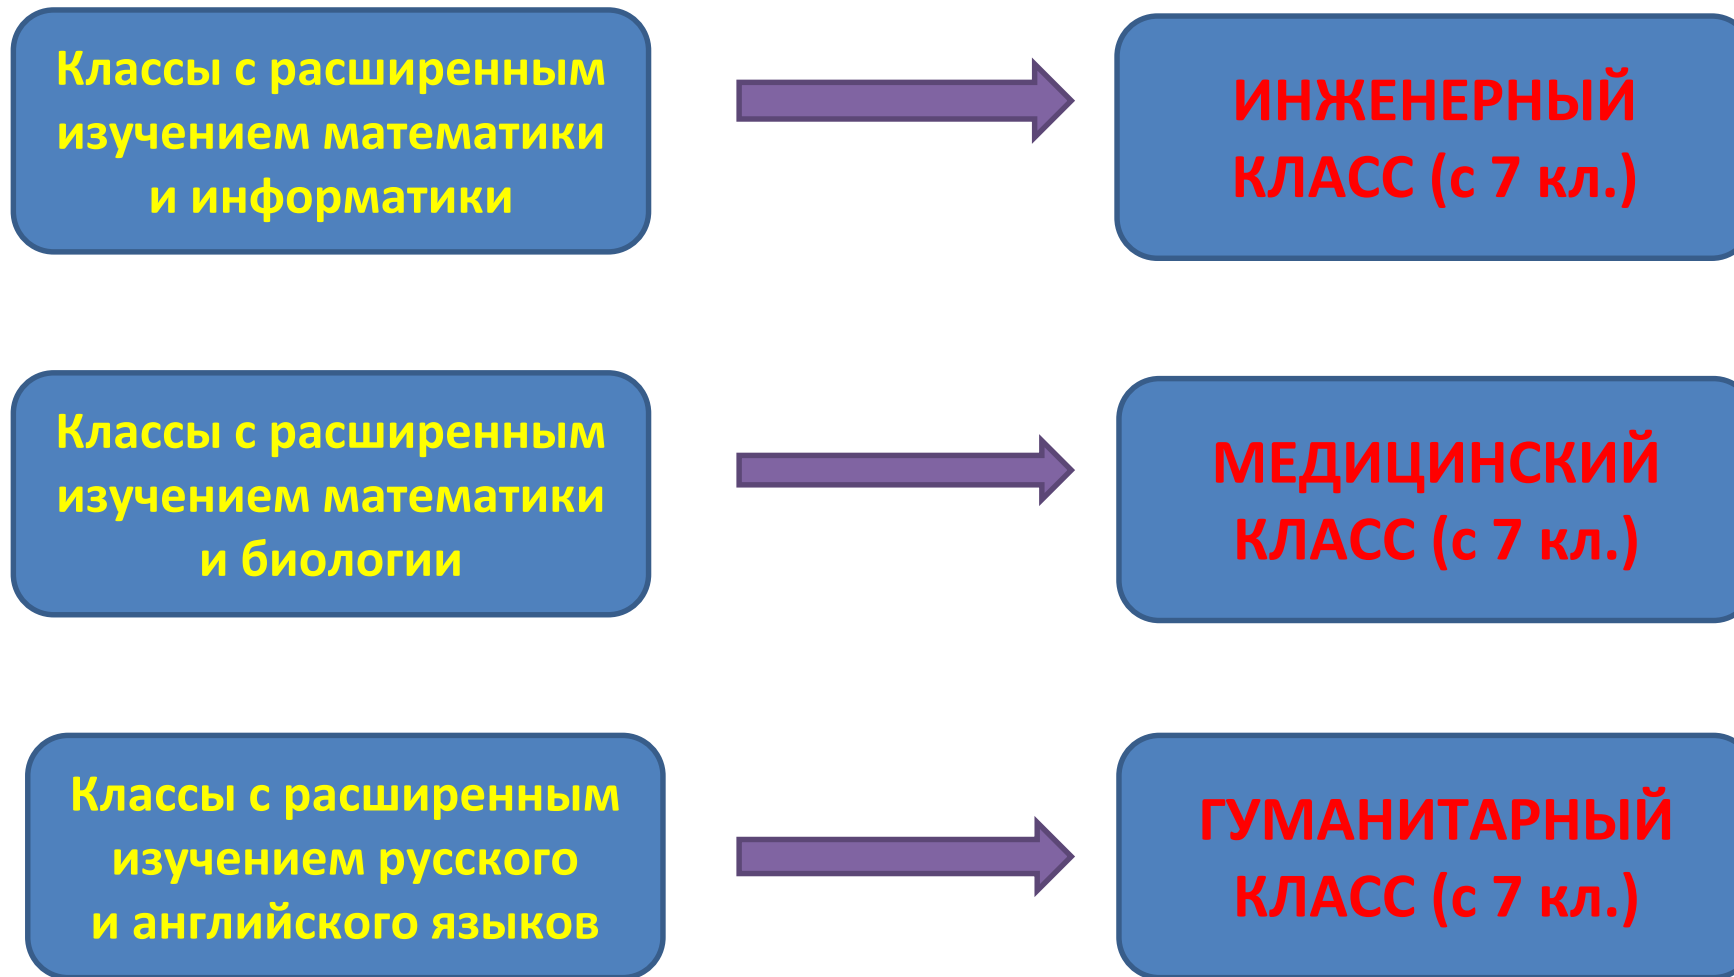 Классы с расширенным
изучением математики
и информатики
ИНЖЕНЕРНЫЙ
КЛАСС (с 7 кл.)
Классы с расширенным
изучением математики
и биологии
МЕДИЦИНСКИЙ
КЛАСС (с 7 кл.)
Классы с расширенным
изучением русского
и английского языков
ГУМАНИТАРНЫЙ
КЛАСС (с 7 кл.)